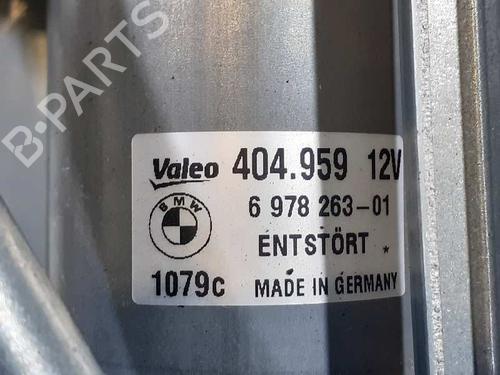 B-PARTS
Valeo 404.959 12V
BMW
6 978 263-01
ENTSTÖRT *
1079c MADE IN GERMANY